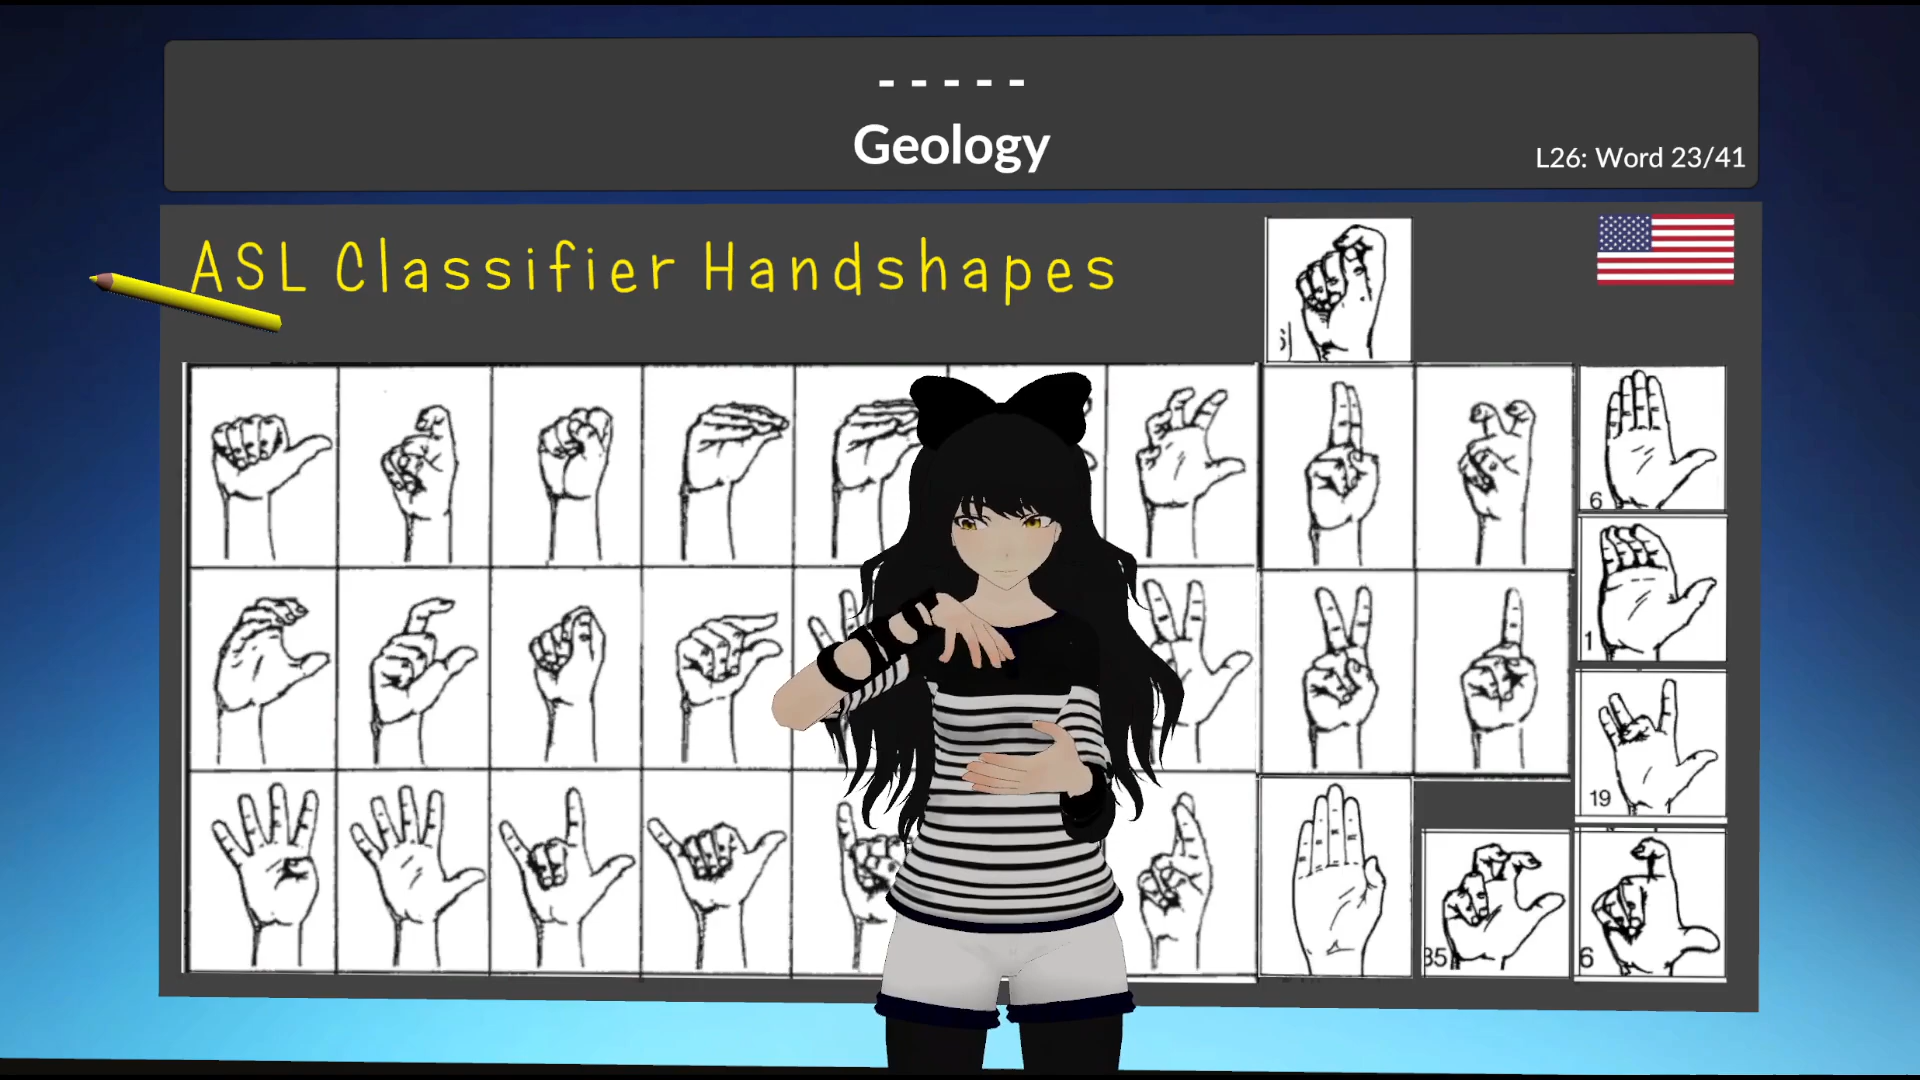 - - - - -
Geology
L26: Word 23/41
ASL Classifier Handshapes
6
1
19
35
6